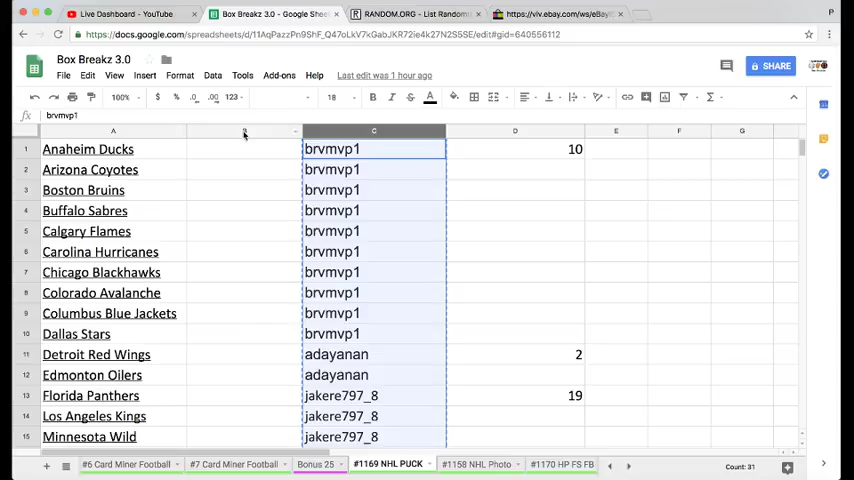 Live Dashboard - YouTube × Box Breakz 3.0 - Google Shee × RANDOM.ORG - List Randomi × https://viv.ebay.com/ws/eBayI × P
https://docs.google.com/spreadsheets/d/11AqPazzPn9ShF_Q47oLkV7kGabJKR72ie4k27N2S5SE/edit#gid=640556112
Box Breakz 3.0
File Edit View Insert Format Data Tools Add-ons Help Last edit was 1 hour ago SHARE
100% $ % .0 .00 123 18 B I S A
fx brvmvp1
A C D E F G
1 Anaheim Ducks brvmvp1 10
2 Arizona Coyotes brvmvp1
3 Boston Bruins brvmvp1
4 Buffalo Sabres brvmvp1
5 Calgary Flames brvmvp1
6 Carolina Hurricanes brvmvp1
7 Chicago Blackhawks brvmvp1
8 Colorado Avalanche brvmvp1
9 Columbus Blue Jackets brvmvp1
10 Dallas Stars brvmvp1
11 Detroit Red Wings adayanan 2
12 Edmonton Oilers adayanan
13 Florida Panthers jakere797_8 19
14 Los Angeles Kings jakere797_8
15 Minnesota Wild jakere797_8
#6 Card Miner Football #7 Card Miner Football Bonus 25 #1169 NHL PUCK #1158 NHL Photo #1170 HP FS FB Count: 31